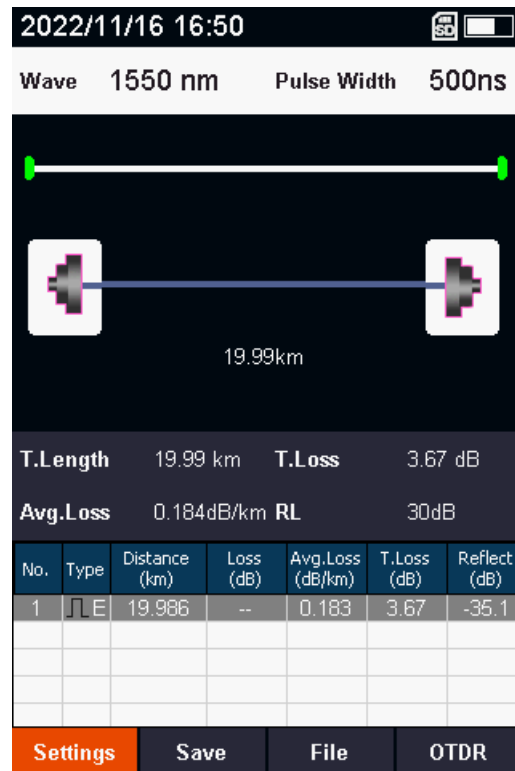 2022/11/16 16:50 SD
Wave 1550 nm Pulse Width 500ns
19.99km
T.Length 19.99 km T.Loss 3.67 dB
Avg.Loss 0.184dB/km RL 30dB
No. Type Distance (km) Loss (dB) Avg.Loss (dB/km) T.Loss (dB) Reflect (dB)
1 E 19.986 -- 0.183 3.67 -35.1
Settings Save File OTDR